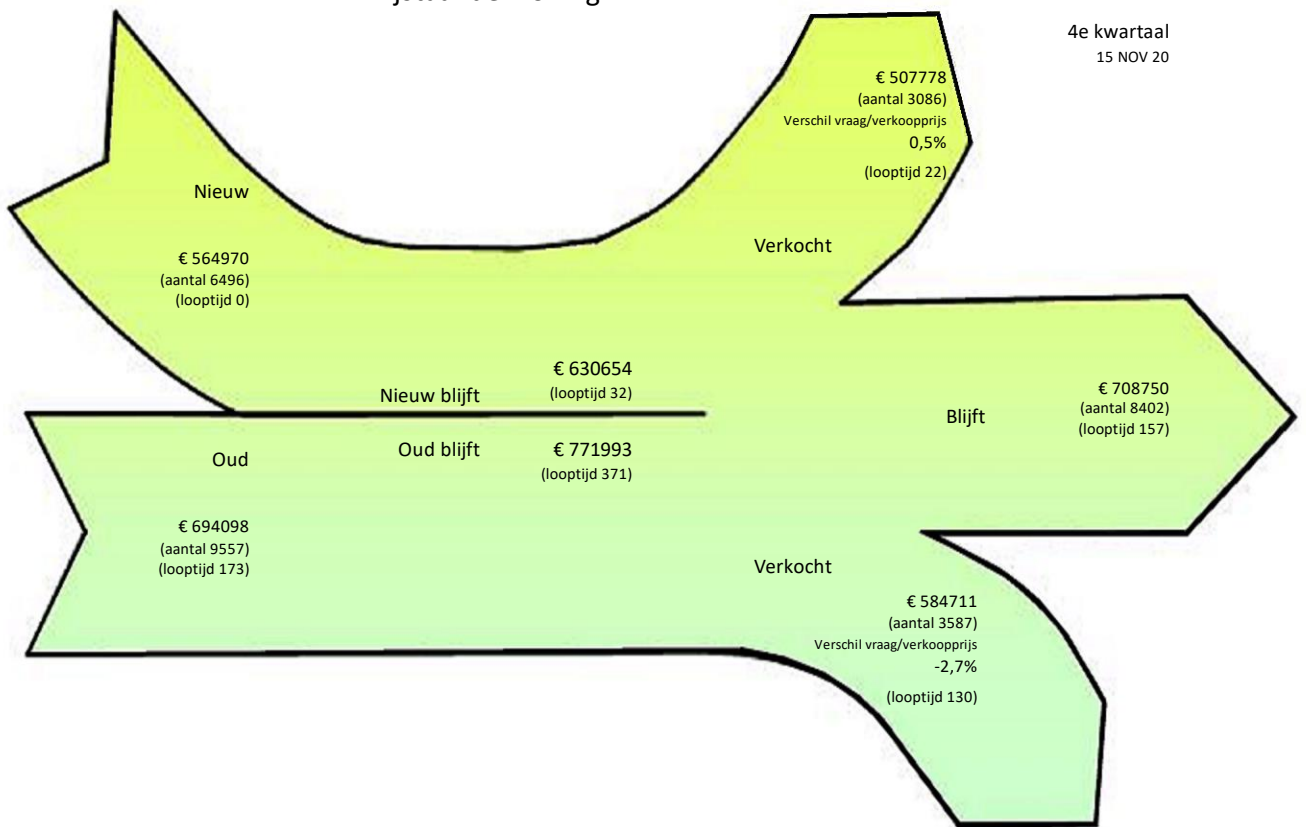 4e kwartaal
15 NOV 20
€ 507778
(aantal 3086)
Verschil vraag/verkoopprijs
0,5%
(looptijd 22)
Verkocht
Nieuw
€ 564970
(aantal 6496)
(looptijd 0)
Nieuw blijft
€ 630654
(looptijd 32)
Oud blijft
€ 771993
(looptijd 371)
Blijft
€ 708750
(aantal 8402)
(looptijd 157)
Oud
€ 694098
(aantal 9557)
(looptijd 173)
Verkocht
€ 584711
(aantal 3587)
Verschil vraag/verkoopprijs
-2,7%
(looptijd 130)